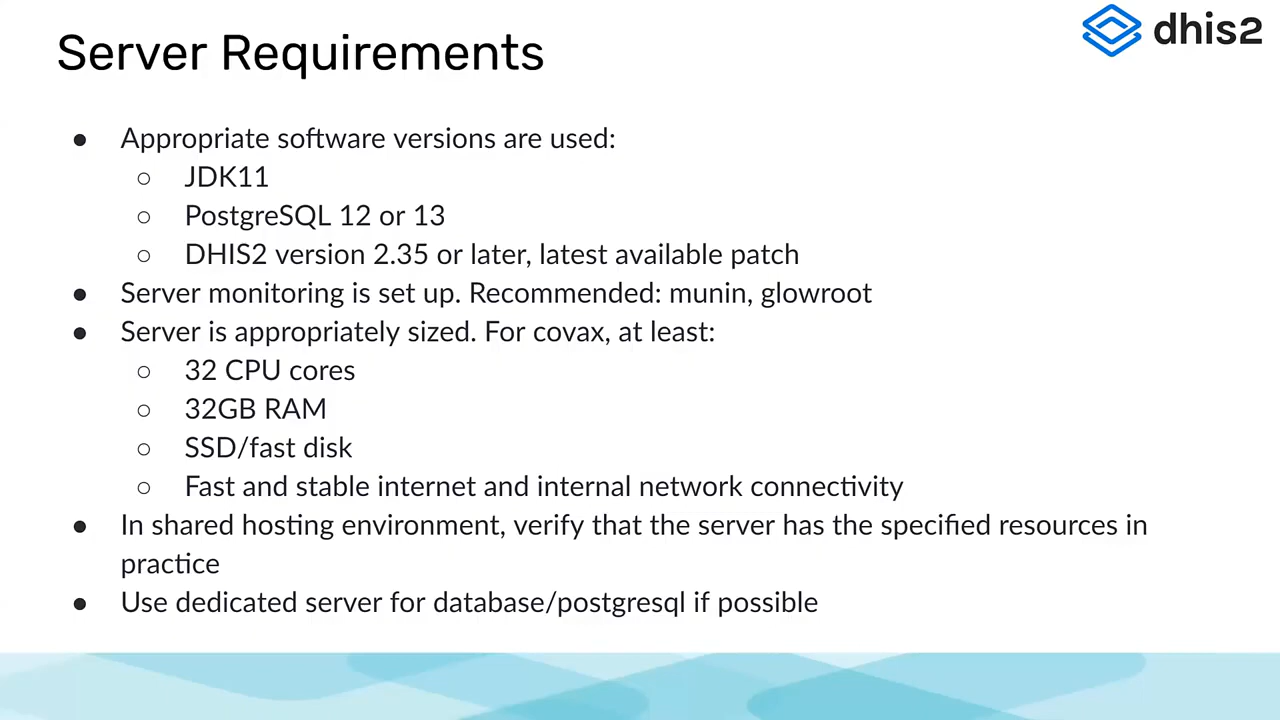 dhis2
Server Requirements
● Appropriate software versions are used:
○ JDK11
○ PostgreSQL 12 or 13
○ DHIS2 version 2.35 or later, latest available patch
● Server monitoring is set up. Recommended: munin, glowroot
● Server is appropriately sized. For covax, at least:
○ 32 CPU cores
○ 32GB RAM
○ SSD/fast disk
○ Fast and stable internet and internal network connectivity
● In shared hosting environment, verify that the server has the specified resources in
practice
● Use dedicated server for database/postgresql if possible